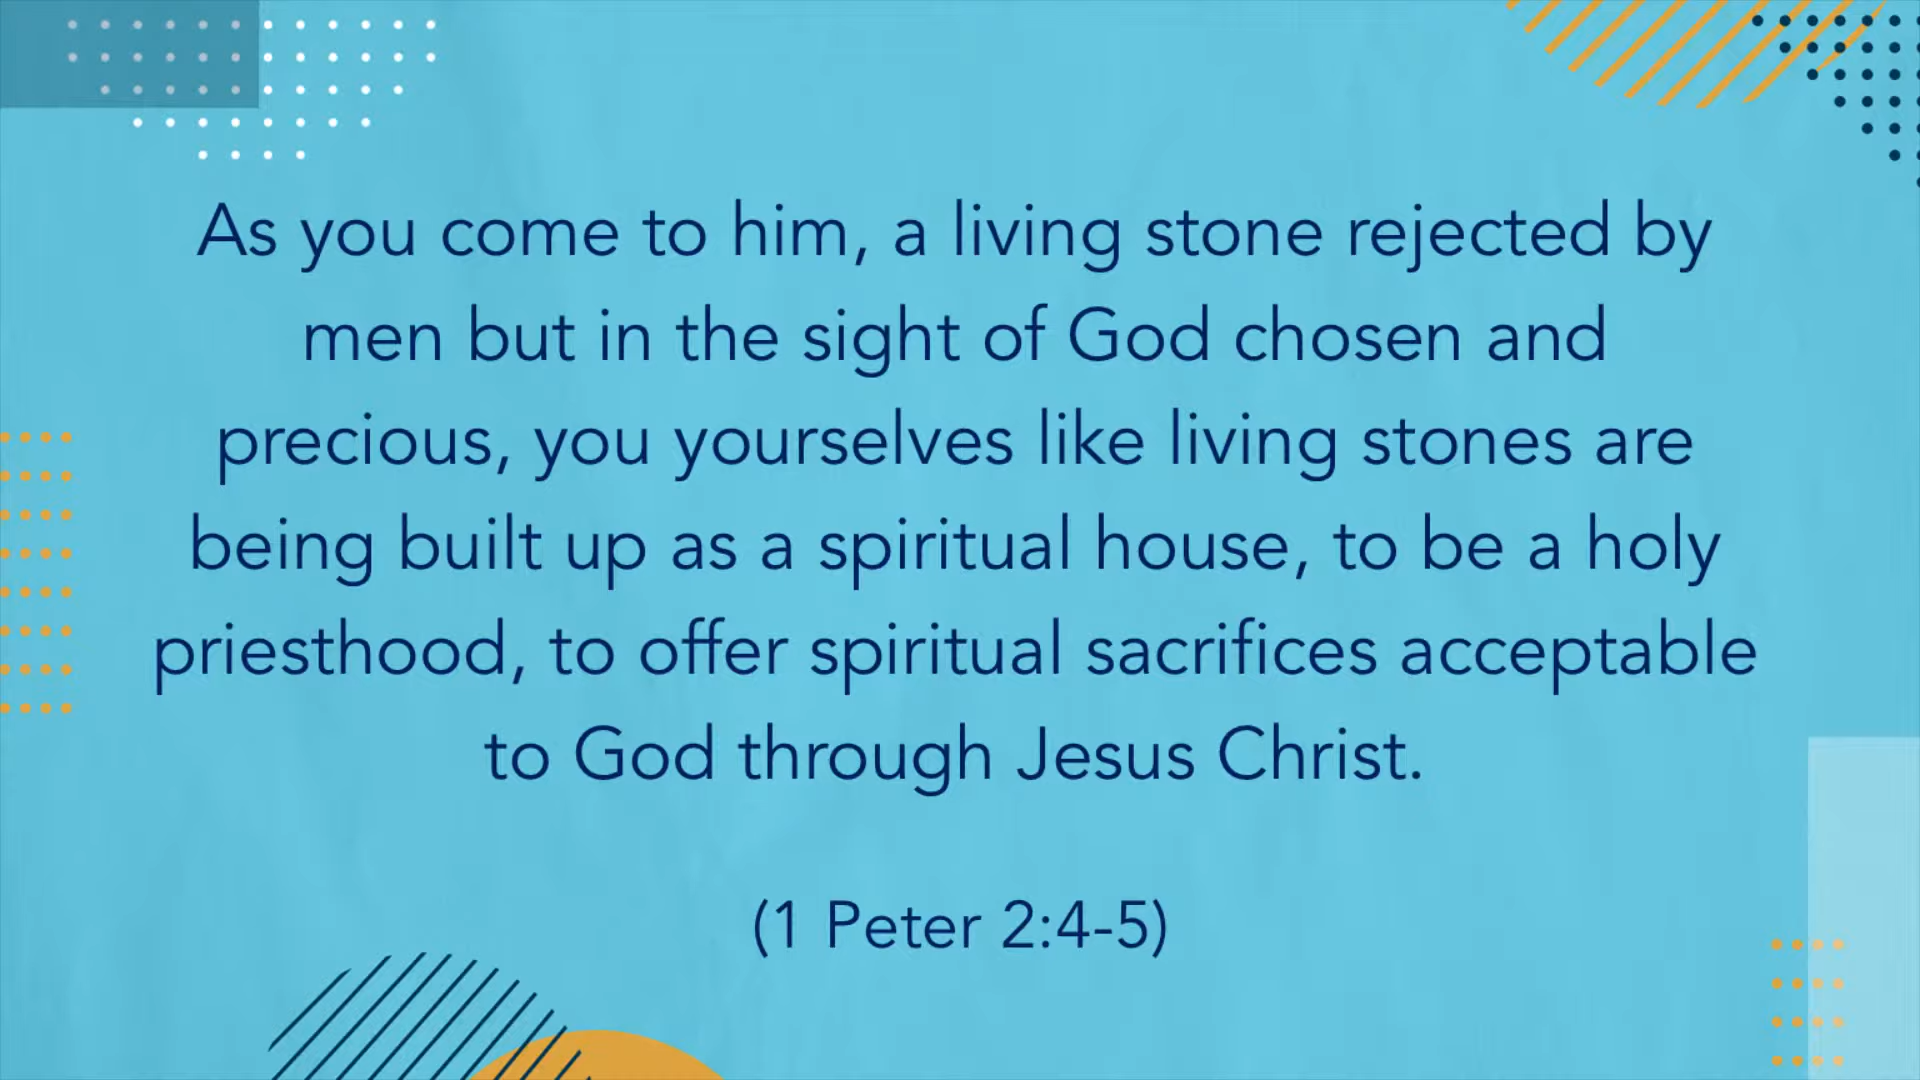 As you come to him, a living stone rejected by
men but in the sight of God chosen and
precious, you yourselves like living stones are
being built up as a spiritual house, to be a holy
priesthood, to offer spiritual sacrifices acceptable
to God through Jesus Christ.
(1 Peter 2:4-5)